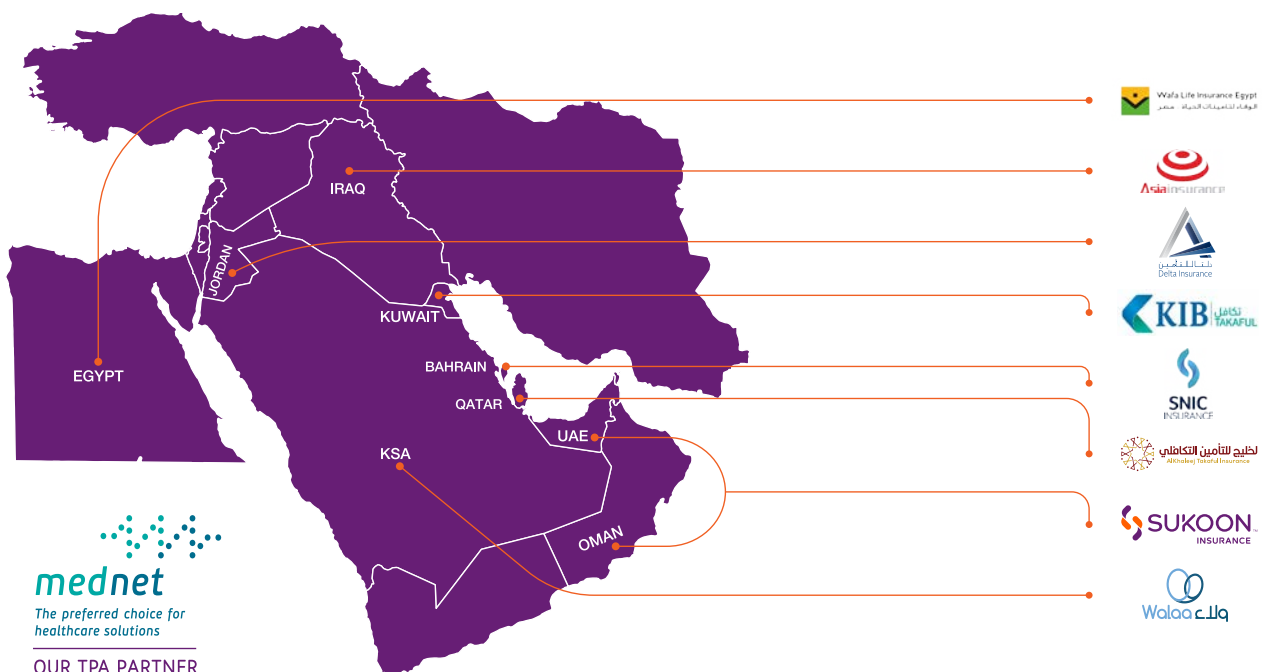 IRAQ
JORDAN
KUWAIT
EGYPT
BAHRAIN
QATAR
UAE
KSA
OMAN
Wafa Life Insurance Egypt
الوفاء لتأمينات الحياة - مصر
Asia insurance
دلتا للتأمين
Delta Insurance
KIB تكافل
TAKAFUL
SNIC
INSURANCE
لخليج للتأمين التكافلي
AlKhaleej Takaful Insurance
SUKOON
INSURANCE
Walaa ولاء
mednet
The preferred choice for
healthcare solutions
OUR TPA PARTNER